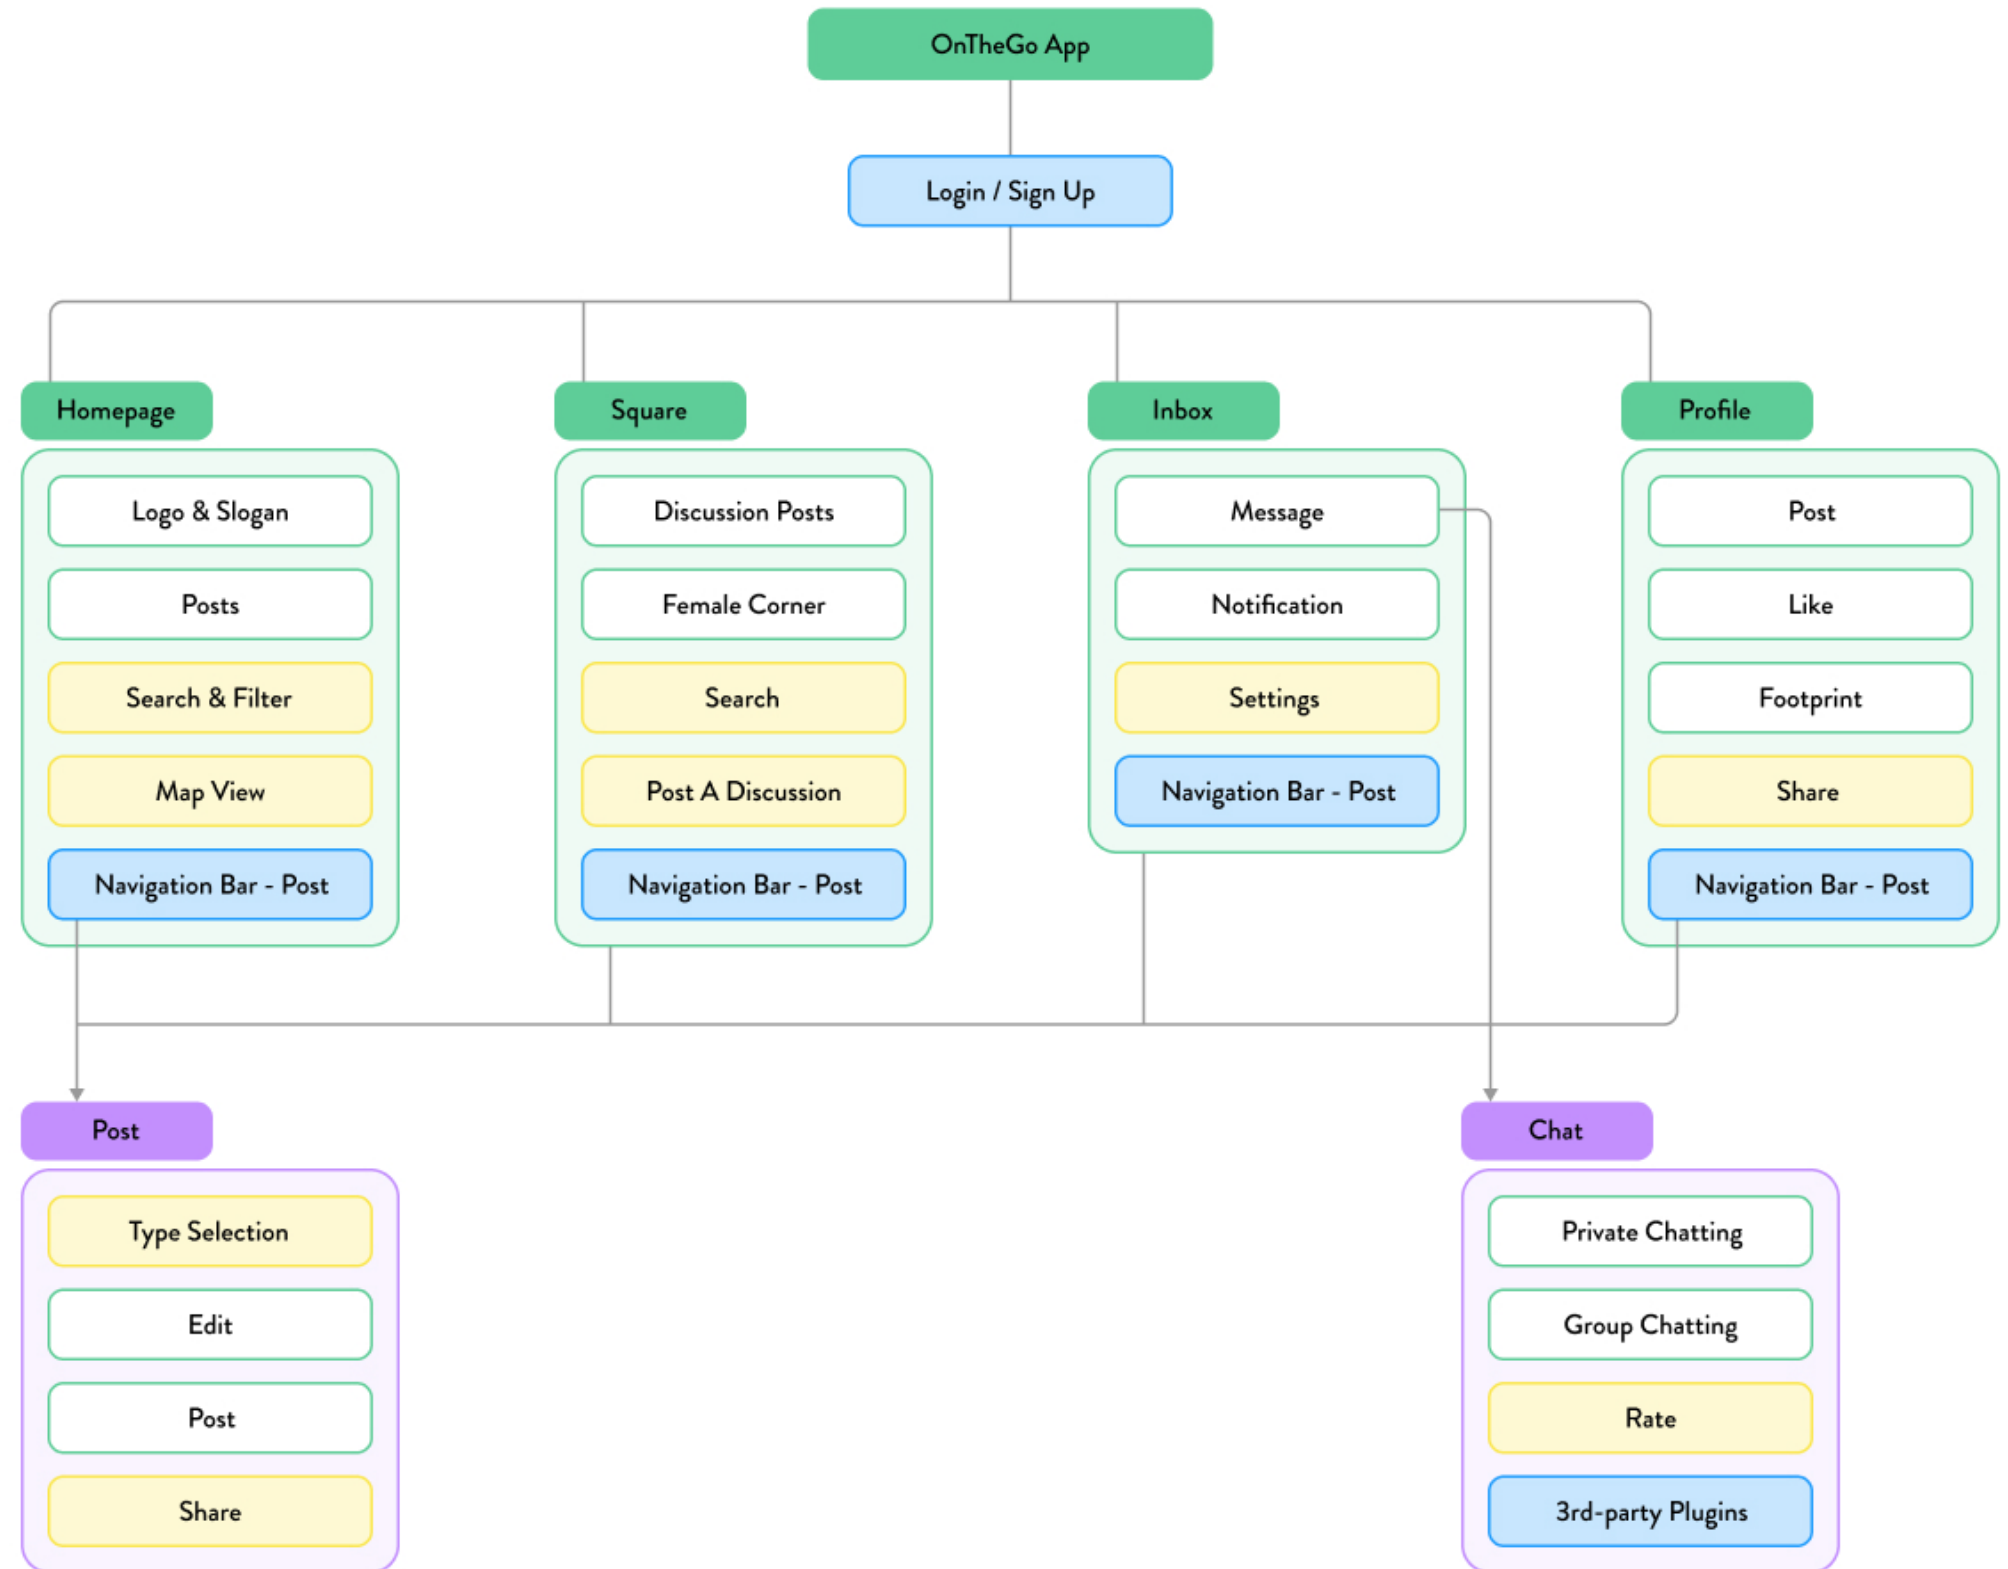 OnTheGo App
Login / Sign Up
Homepage
Logo & Slogan
Posts
Search & Filter
Map View
Navigation Bar - Post
Square
Discussion Posts
Female Corner
Search
Post A Discussion
Navigation Bar - Post
Inbox
Message
Notification
Settings
Navigation Bar - Post
Profile
Post
Like
Footprint
Share
Navigation Bar - Post
Post
Type Selection
Edit
Post
Share
Chat
Private Chatting
Group Chatting
Rate
3rd-party Plugins